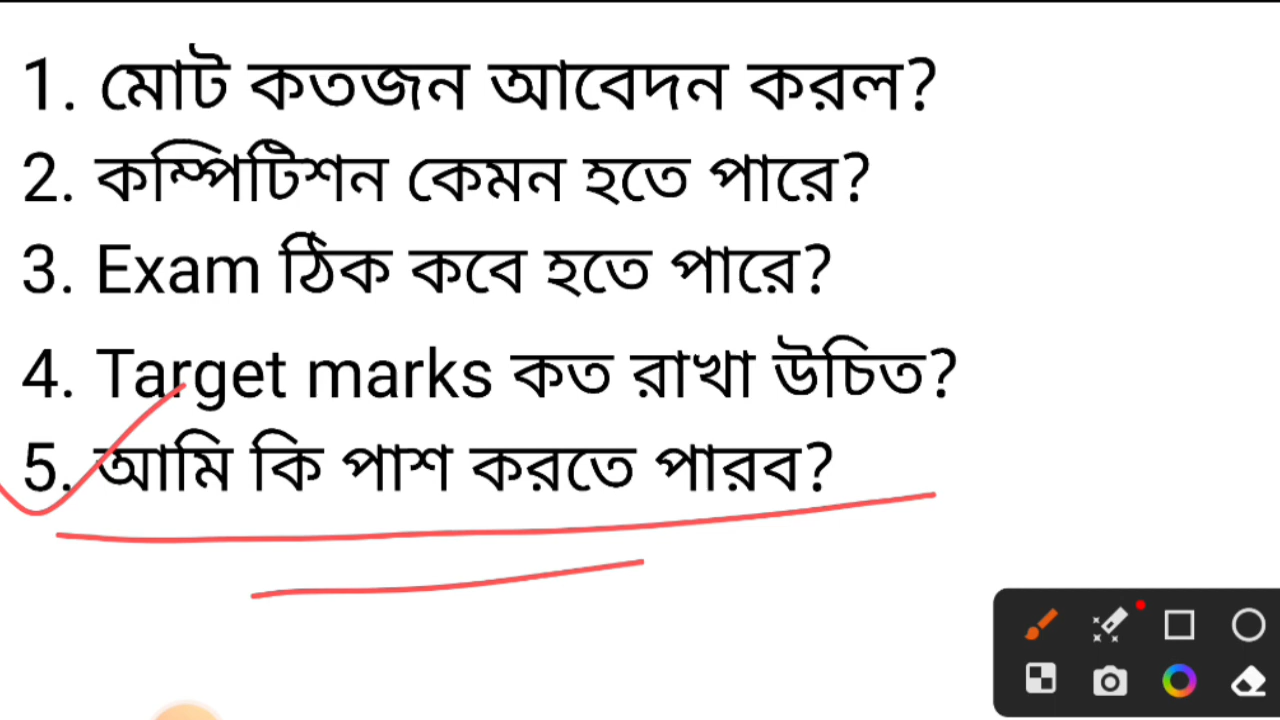 1. মোট কতজন আবেদন করল?
2. কম্পিটিশন কেমন হতে পারে?
3. Exam ঠিক কবে হতে পারে?
4. Target marks কত রাখা উচিত?
5. আমি কি পাশ করতে পারব?